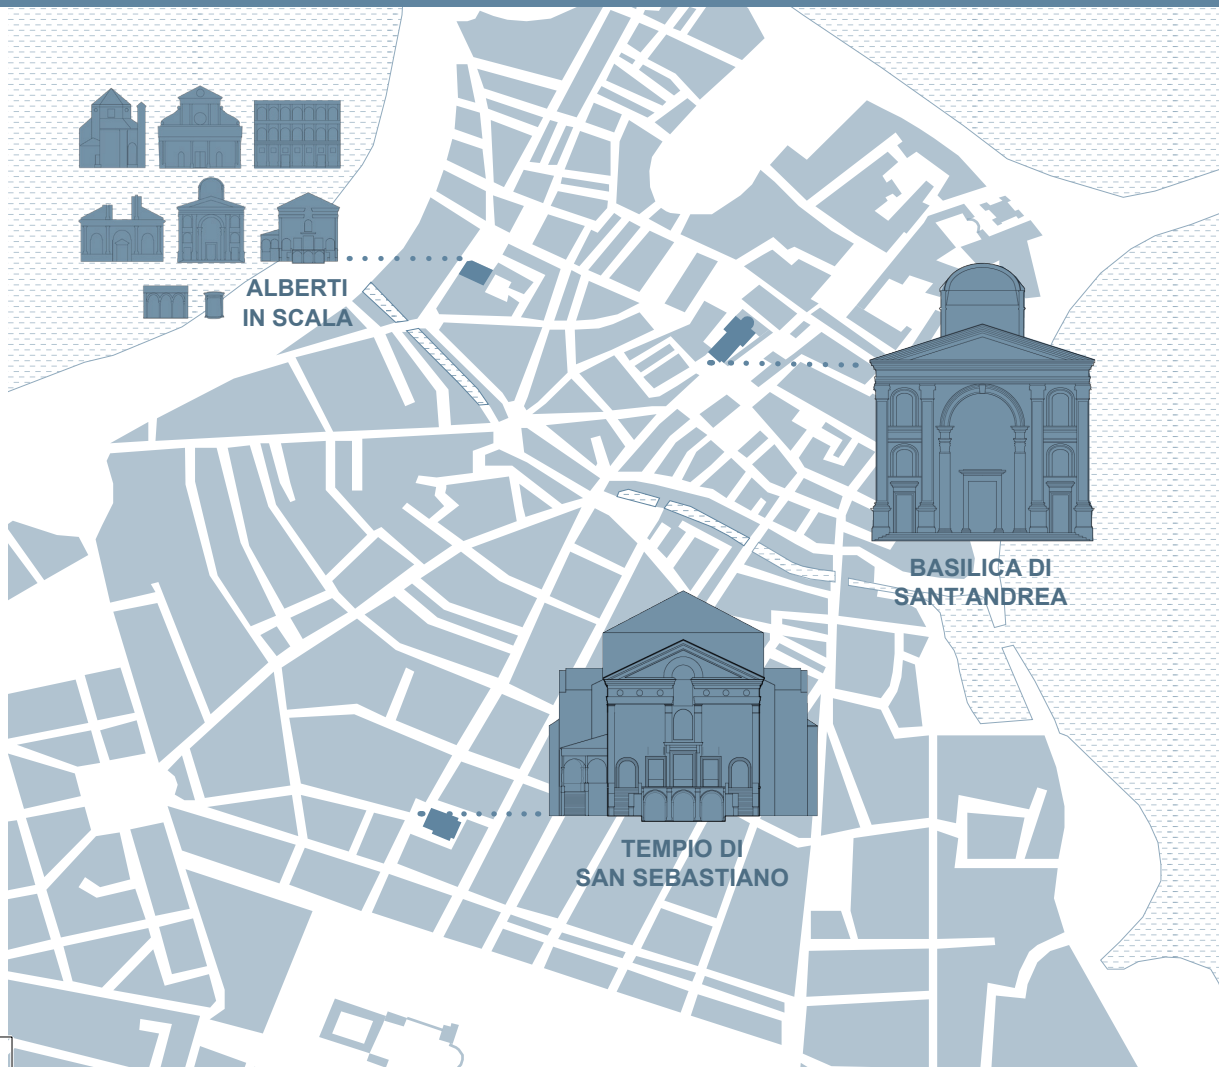 ALBERTI
IN SCALA
BASILICA DI
SANT’ANDREA
TEMPIO DI
SAN SEBASTIANO